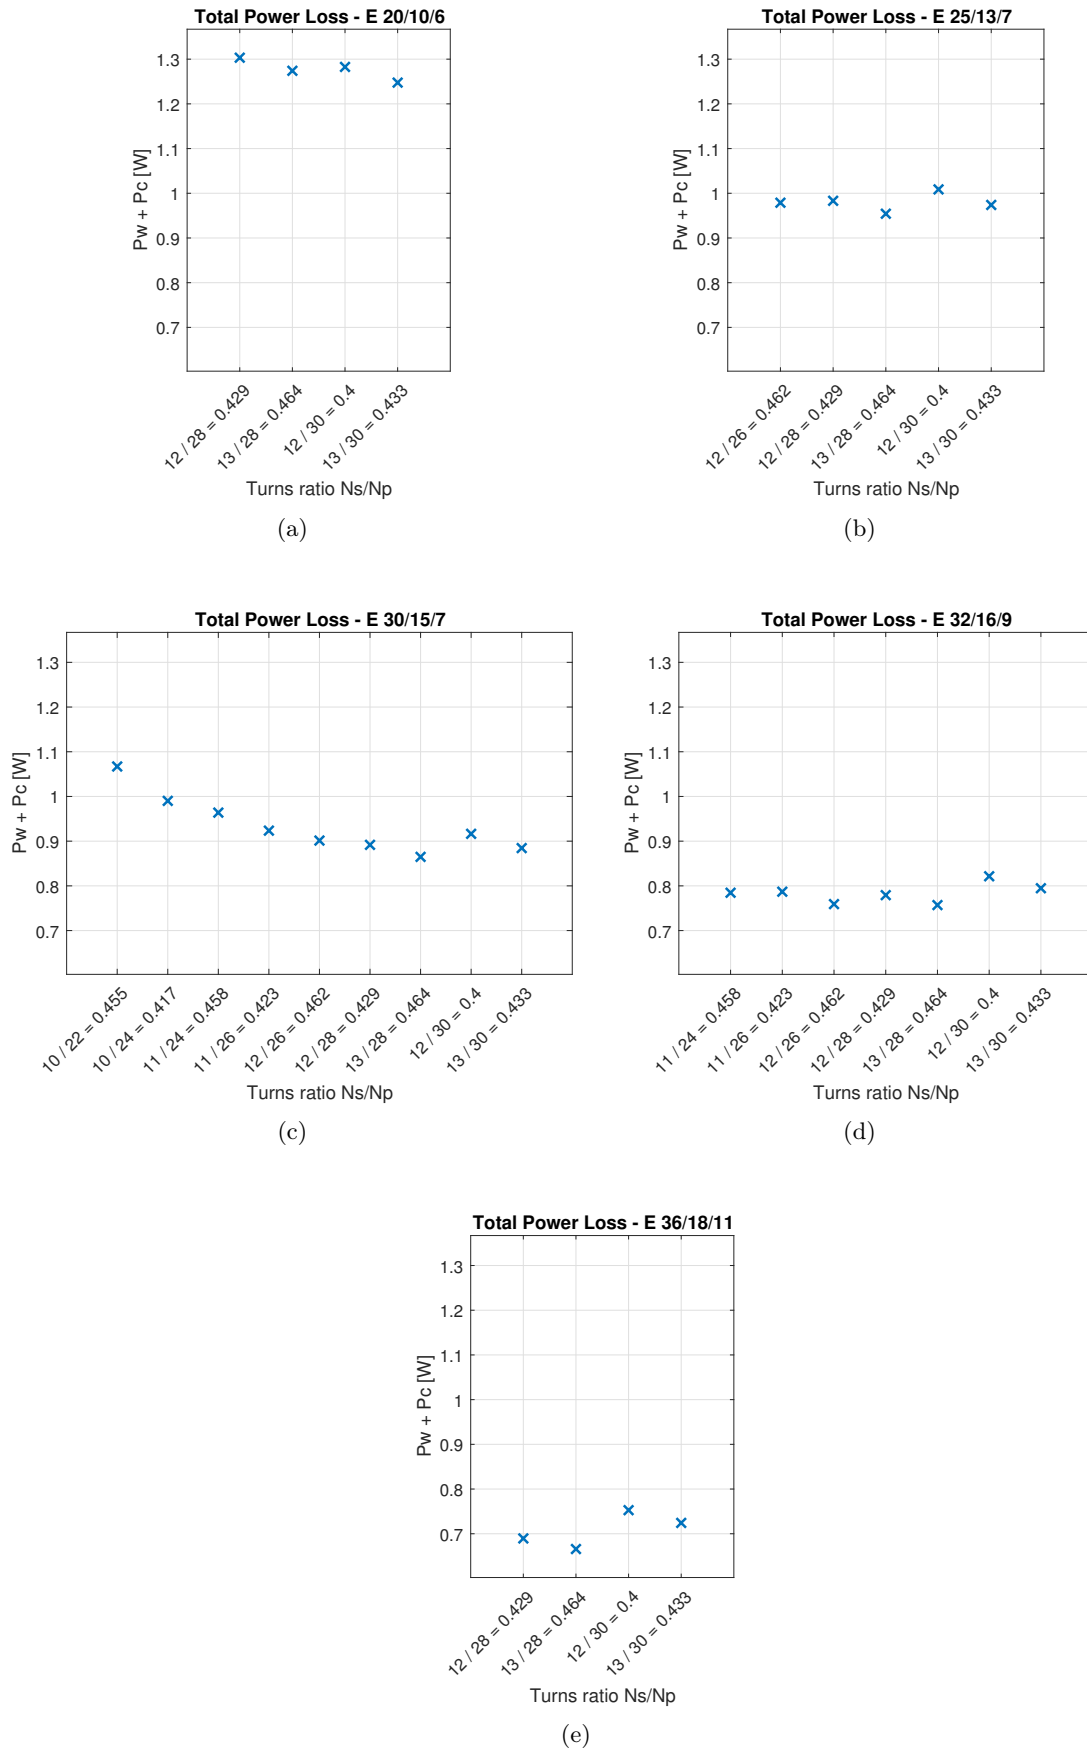 Total Power Loss - E 20/10/6
Pw + Pc [W]
1.3
1.2
1.1
1
0.9
0.8
0.7
12 / 28 = 0.429
13 / 28 = 0.464
12 / 30 = 0.4
13 / 30 = 0.433
Turns ratio Ns/Np
(a)
Total Power Loss - E 25/13/7
Pw + Pc [W]
1.3
1.2
1.1
1
0.9
0.8
0.7
12 / 26 = 0.462
12 / 28 = 0.429
13 / 28 = 0.464
12 / 30 = 0.4
13 / 30 = 0.433
Turns ratio Ns/Np
(b)
Total Power Loss - E 30/15/7
Pw + Pc [W]
1.3
1.2
1.1
1
0.9
0.8
0.7
10 / 22 = 0.455
10 / 24 = 0.417
11 / 24 = 0.458
11 / 26 = 0.423
12 / 26 = 0.462
12 / 28 = 0.429
13 / 28 = 0.464
12 / 30 = 0.4
13 / 30 = 0.433
Turns ratio Ns/Np
(c)
Total Power Loss - E 32/16/9
Pw + Pc [W]
1.3
1.2
1.1
1
0.9
0.8
0.7
11 / 24 = 0.458
11 / 26 = 0.423
12 / 26 = 0.462
12 / 28 = 0.429
13 / 28 = 0.464
12 / 30 = 0.4
13 / 30 = 0.433
Turns ratio Ns/Np
(d)
Total Power Loss - E 36/18/11
Pw + Pc [W]
1.3
1.2
1.1
1
0.9
0.8
0.7
12 / 28 = 0.429
13 / 28 = 0.464
12 / 30 = 0.4
13 / 30 = 0.433
Turns ratio Ns/Np
(e)